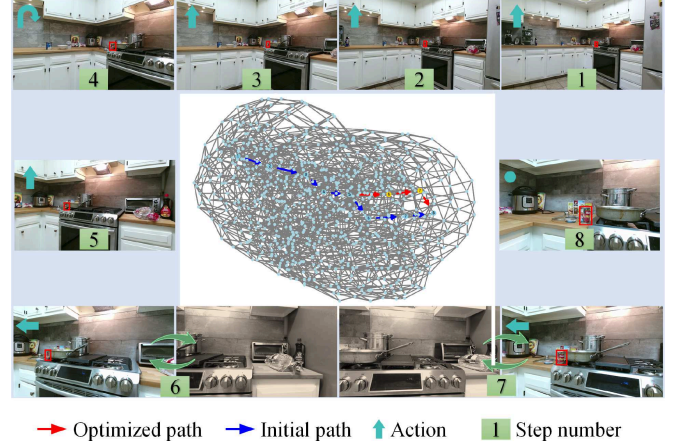 4
3
2
1
5
8
6
7
Optimized path
Initial path
Action
1 Step number